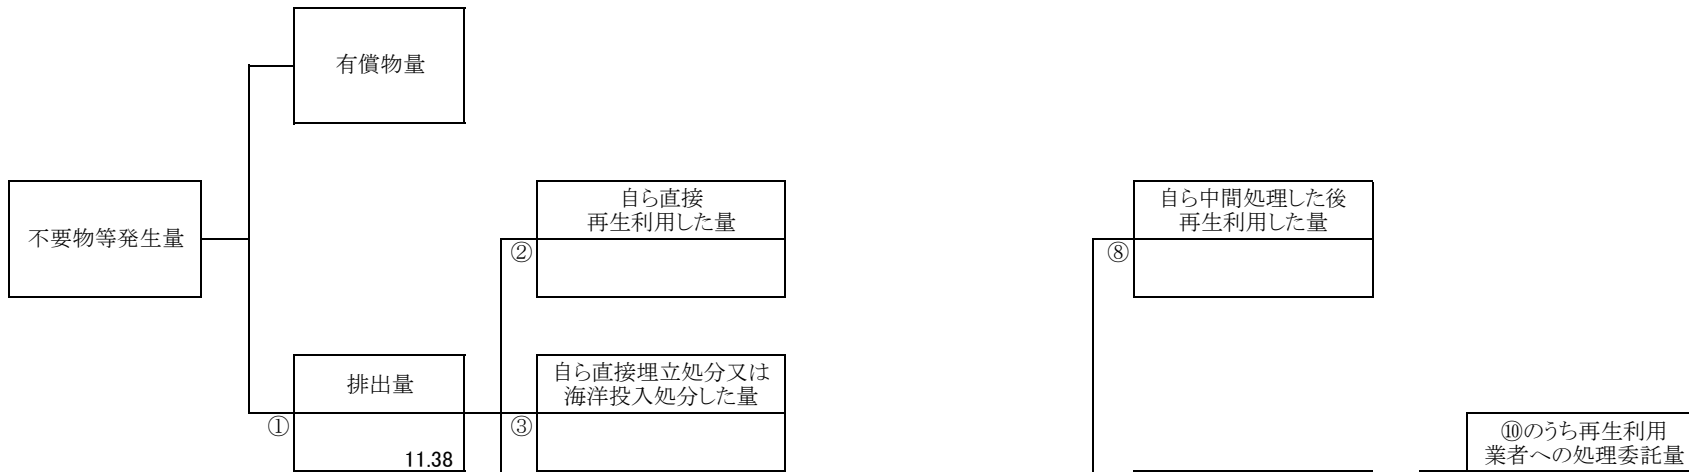 有償物量
不要物等発生量
自ら直接
再生利用した量
②
自ら中間処理した後
再生利用した量
⑧
排出量
①
11.38
自ら直接埋立処分又は
海洋投入処分した量
③
⑩のうち再生利用
業者への処理委託量